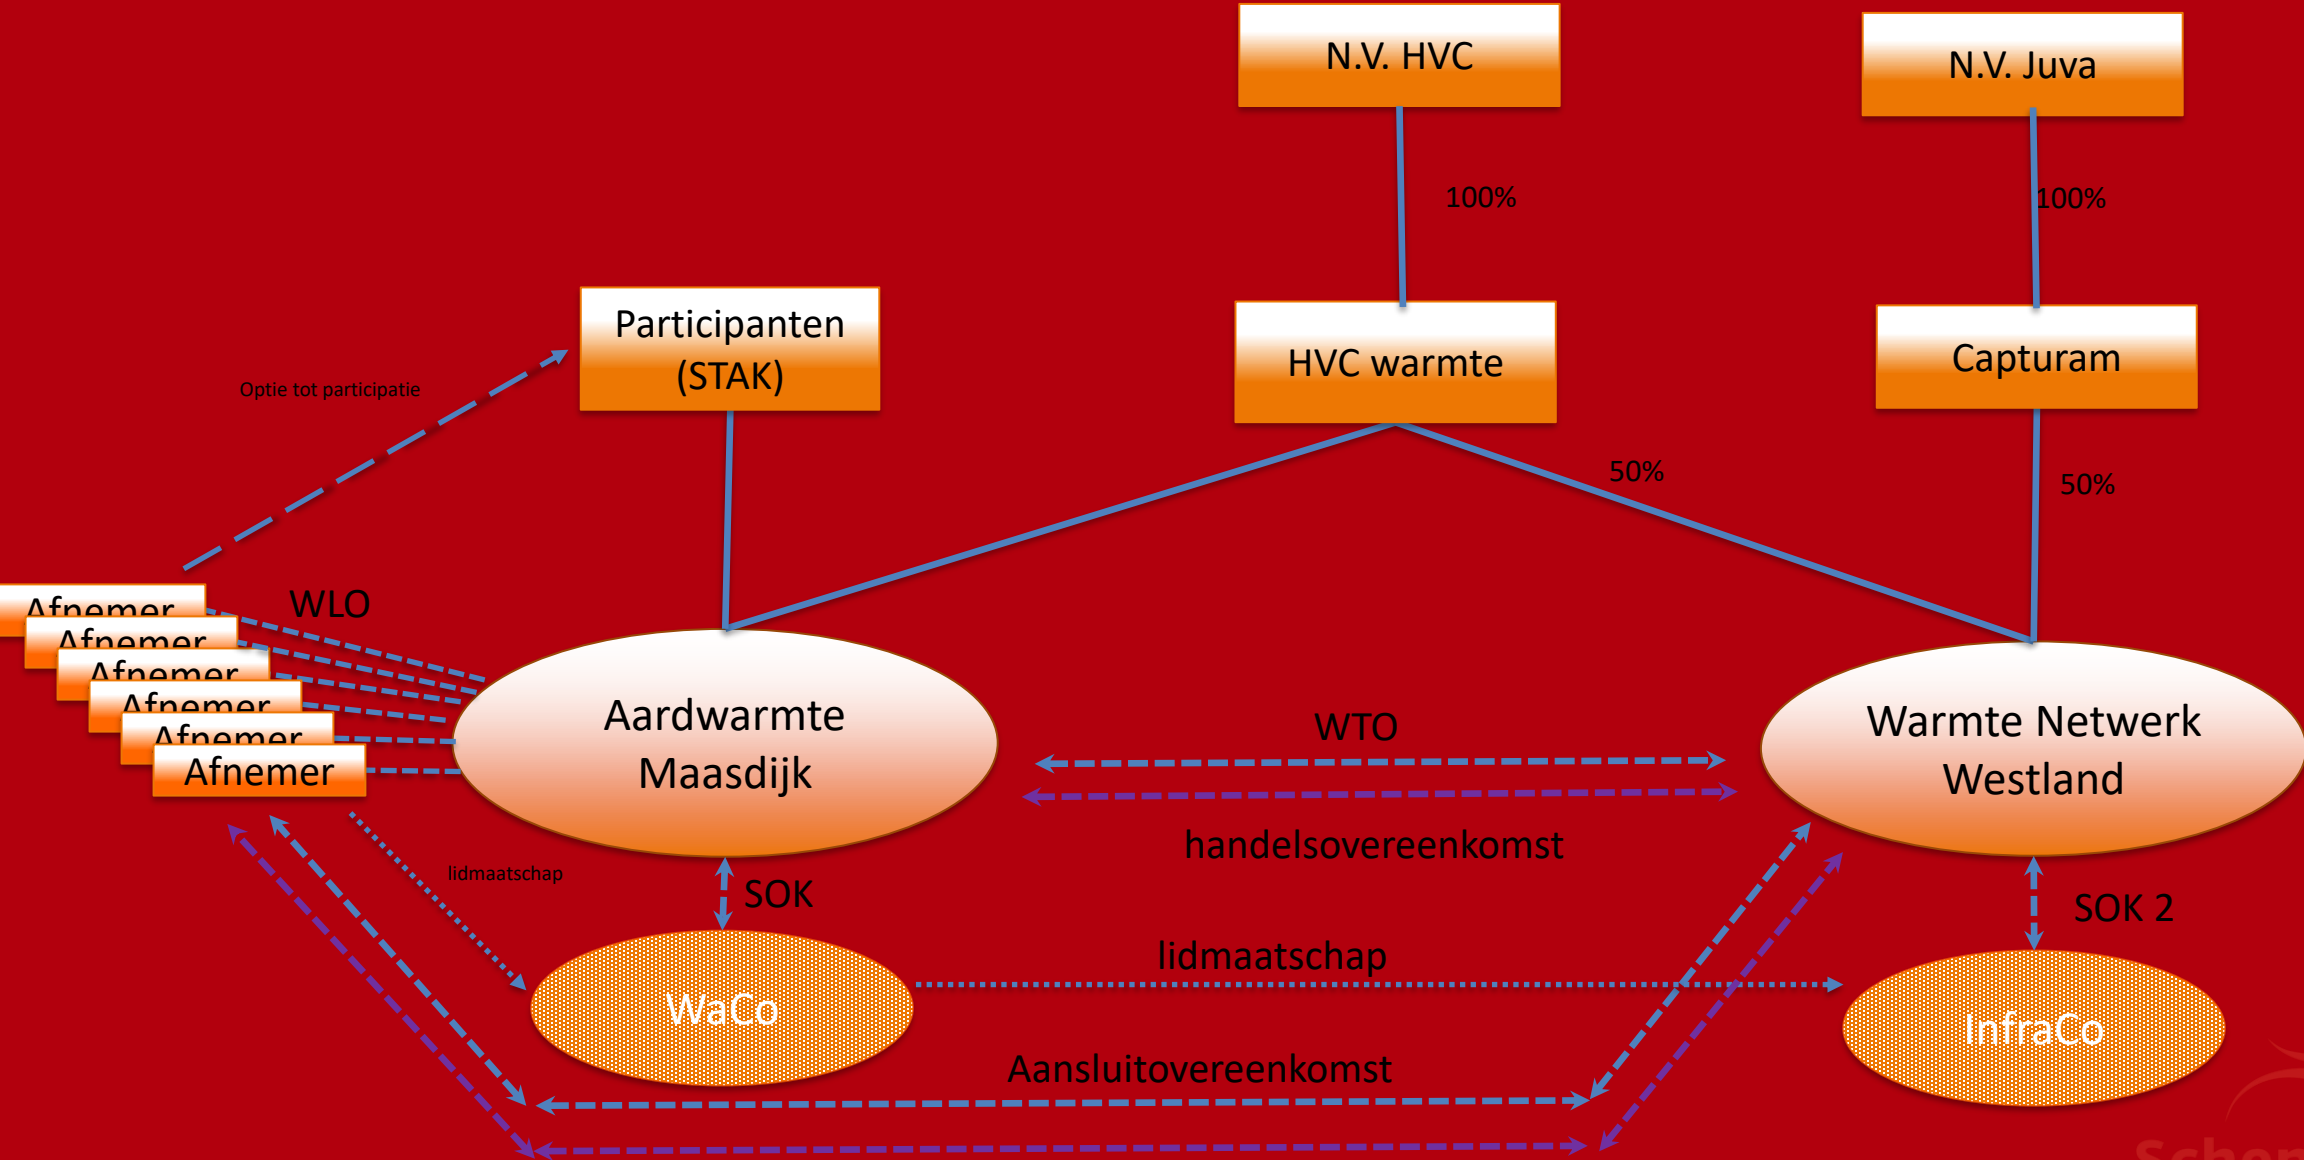 N.V. HVC
N.V. Juva
100%
100%
Participanten
(STAK)
HVC warmte
Capturam
Optie tot participatie
50%
50%
WLO
Afnemer
Afnemer
Afnemer
Afnemer
Afnemer
Afnemer
Aardwarmte
Maasdijk
WTO
Warmte Netwerk
Westland
handelsovereenkomst
lidmaatschap
SOK
SOK 2
lidmaatschap
WaCo
InfraCo
Aansluitovereenkomst